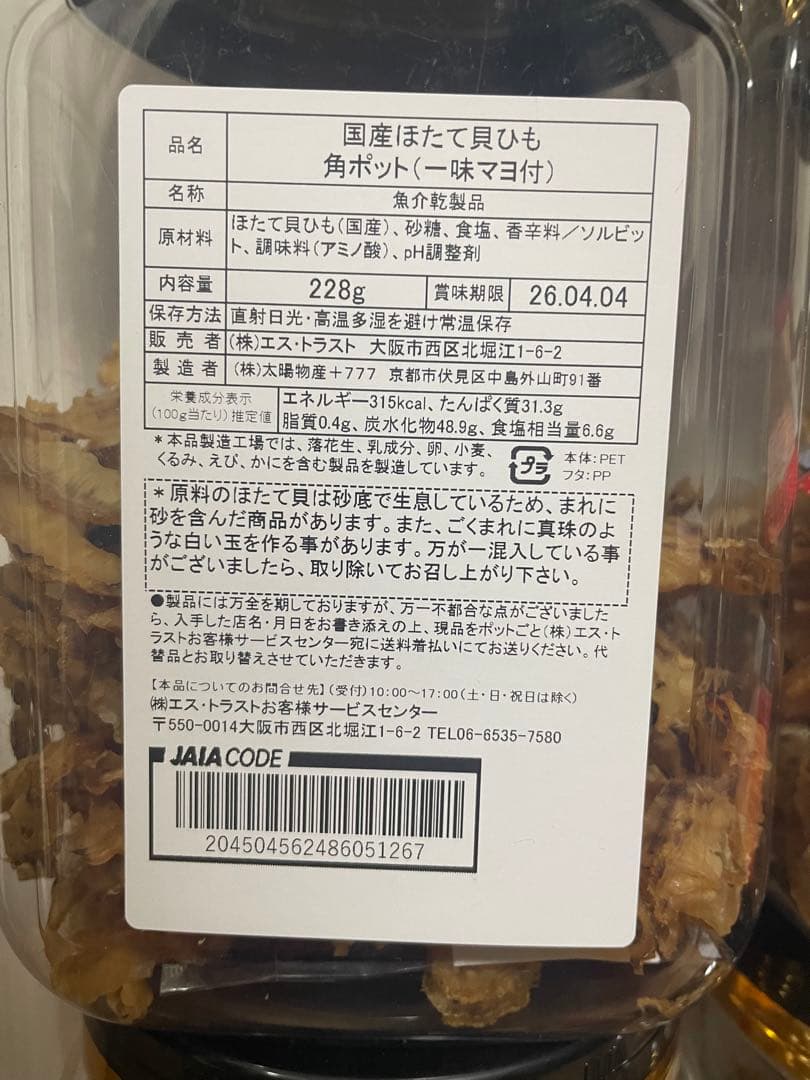 品名 国産ほたて貝ひも
角ポット(一味マヨ付)
名称 魚介乾製品
原材料 ほたて貝ひも(国産)、砂糖、食塩、香辛料／ソルビッ
ト、調味料(アミノ酸)、pH調整剤
内容量 228g 賞味期限 26.04.04
保存方法 直射日光・高温多湿を避け常温保存
販売者 (株)エス・トラスト 大阪市西区北堀江1-6-2
製造者 (株)太陽物産+777 京都市伏見区中島外山町91番
栄養成分表示
(100g当たり)推定値
エネルギー315kcal、たんぱく質31.3g
脂質0.4g、炭水化物48.9g、食塩相当量6.6g
＊本品製造工場では、落花生、乳成分、卵、小麦、
くるみ、えび、かにを含む製品を製造しています。
プラ
本体:PET
フタ:PP
＊原料のほたて貝は砂底で生息しているため、まれに
砂を含んだ商品があります。また、ごくまれに真珠のよ
うな白い玉を作る事があります。万が一混入している事
がございましたら、取り除いてお召し上がり下さい。
●製品には万全を期しておりますが、万一不都合な点がございました
ら、入手した店名・月日をお書き添えの上、現品をポットごと(株)エス・ト
ラストお客様サービスセンター宛に送料着払いにてお送りください。代
替品とお取り替えさせていただきます。
【本品についてのお問合せ先】(受付)10:00～17:00(土・日・祝日は除く)
㈱エス・トラストお客様サービスセンター
〒550-0014大阪市西区北堀江1-6-2 TEL06-6535-7580
JAIA CODE
204504562486051267